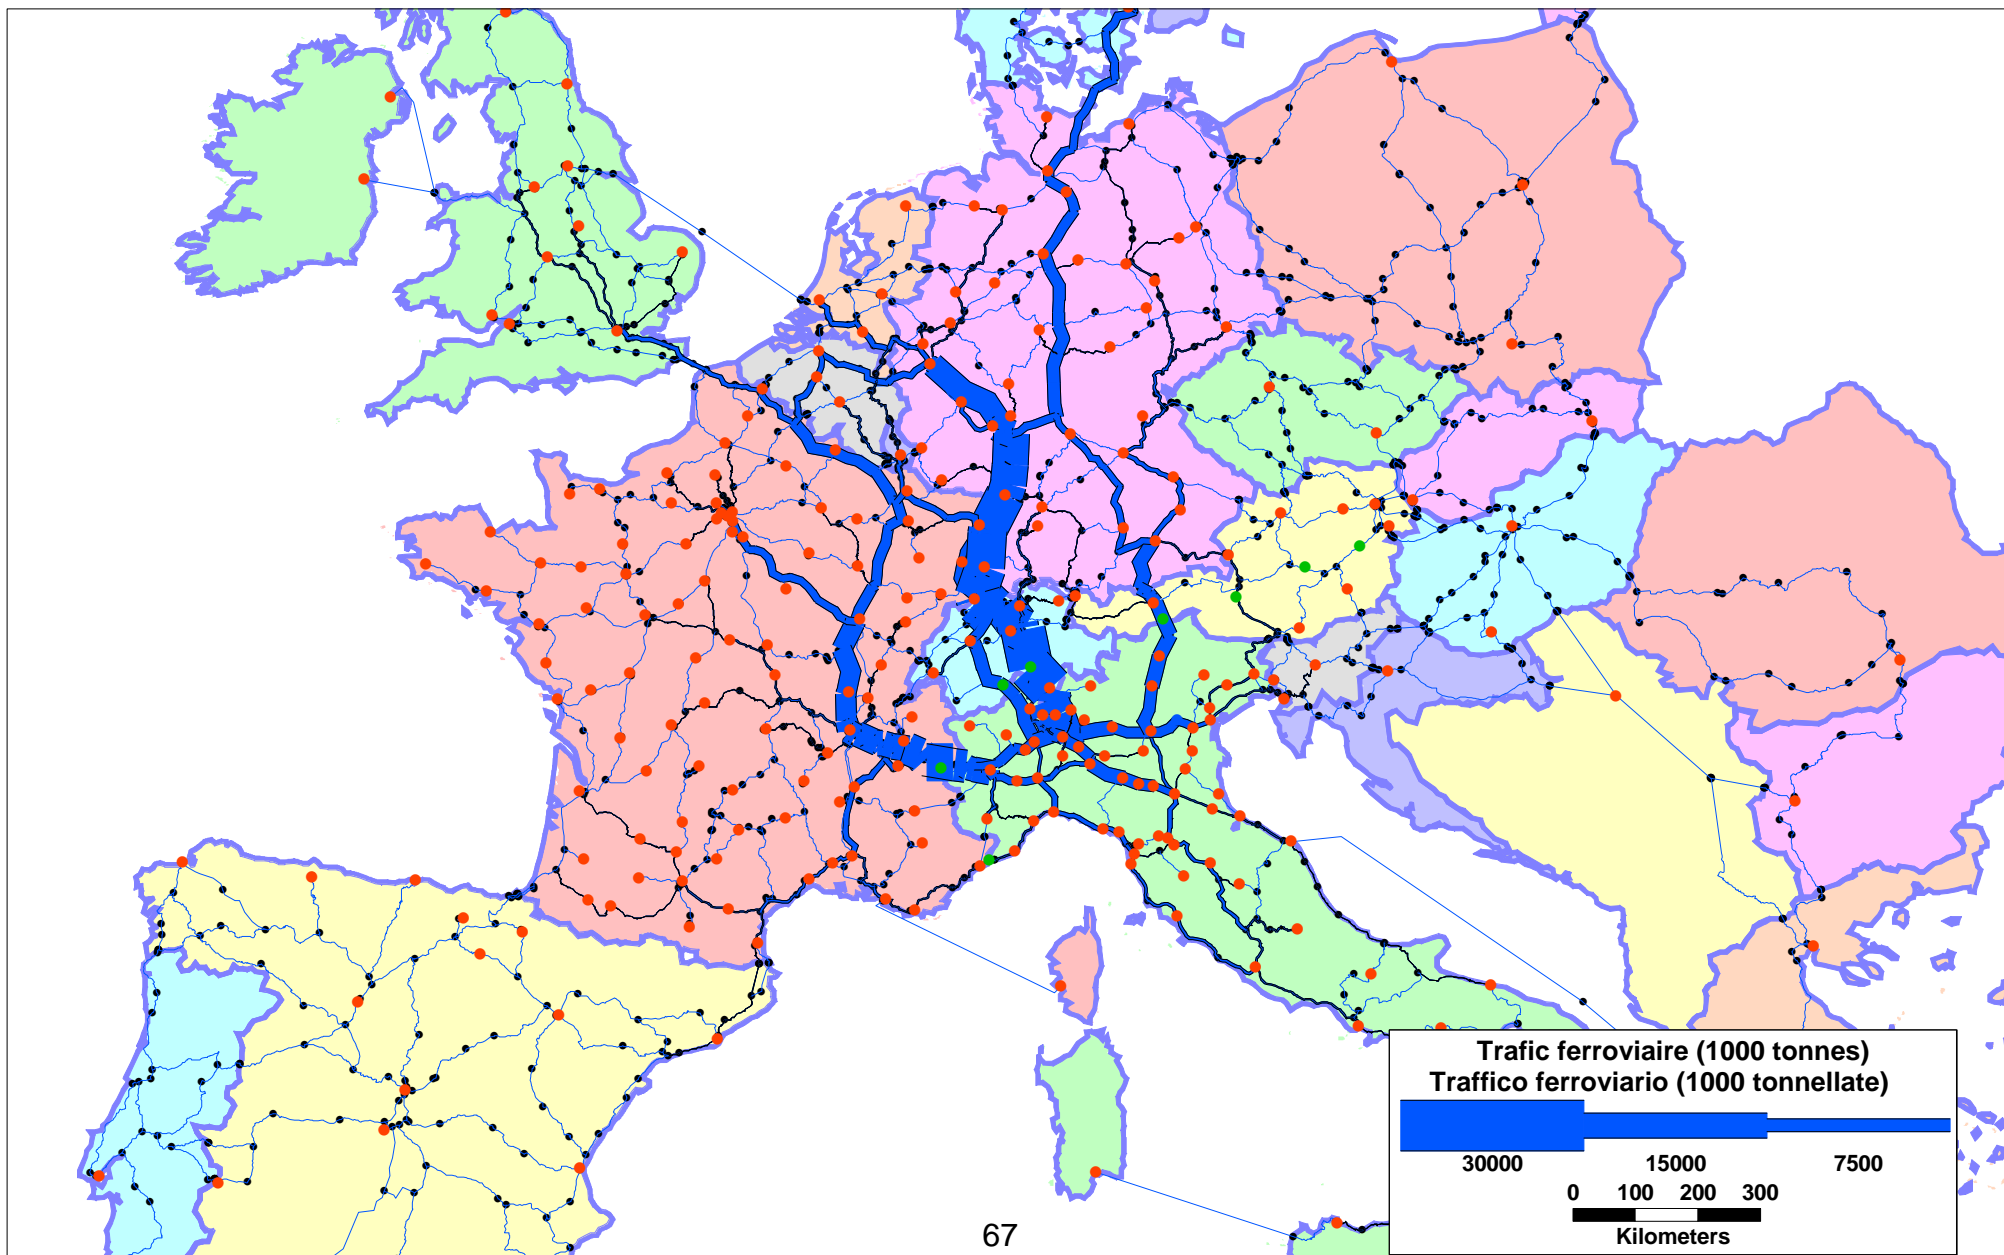 Trafic ferroviaire (1000 tonnes)
Traffico ferroviario (1000 tonnellate)
30000 15000 7500
0 100 200 300
Kilometers
67